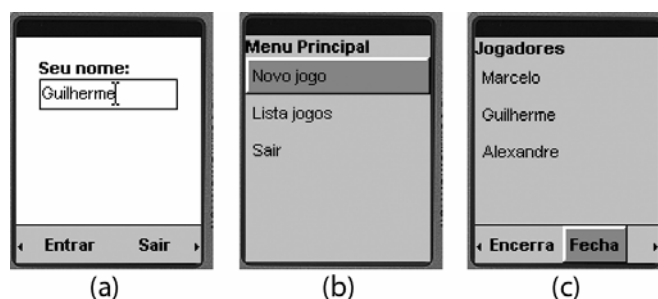 Seu nome:
Guilherme
Entrar Sair
(a)
Menu Principal
Novo jogo
Lista jogos
Sair
(b)
Jogadores
Marcelo
Guilherme
Alexandre
Encerra Fecha
(c)